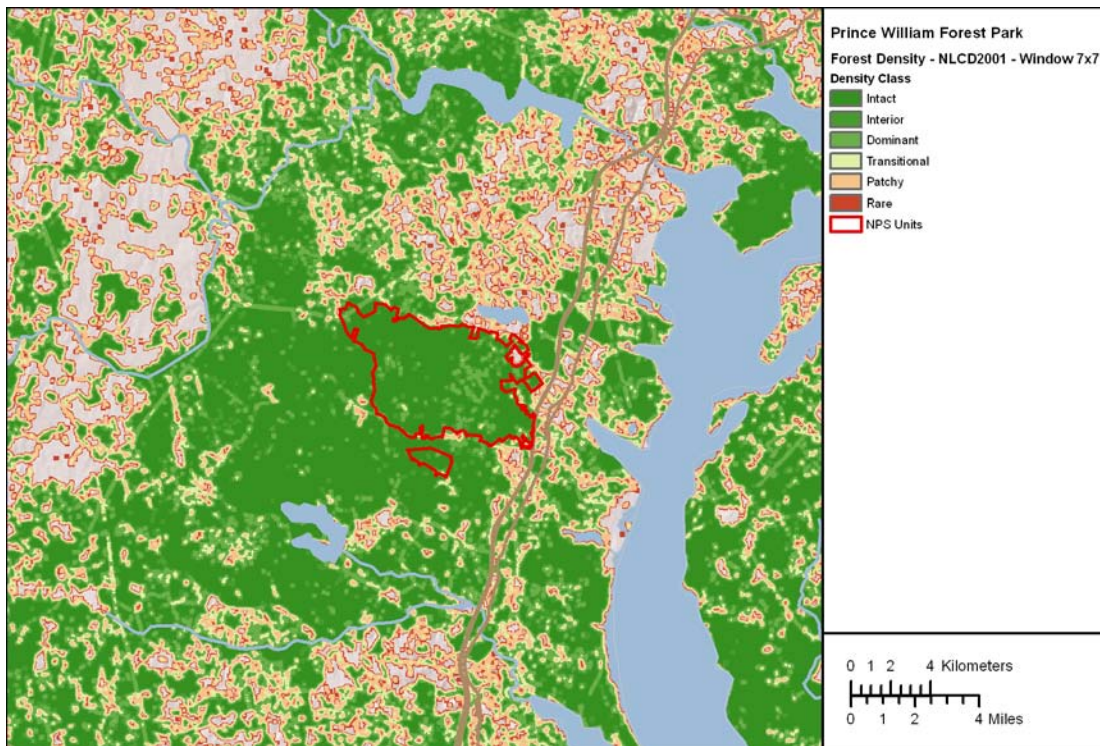 Prince William Forest Park
Forest Density - NLCD2001 - Window 7x7
Density Class
Intact
Interior
Dominant
Transitional
Patchy
Rare
NPS Units
0 1 2 4 Kilometers
0 1 2 4 Miles